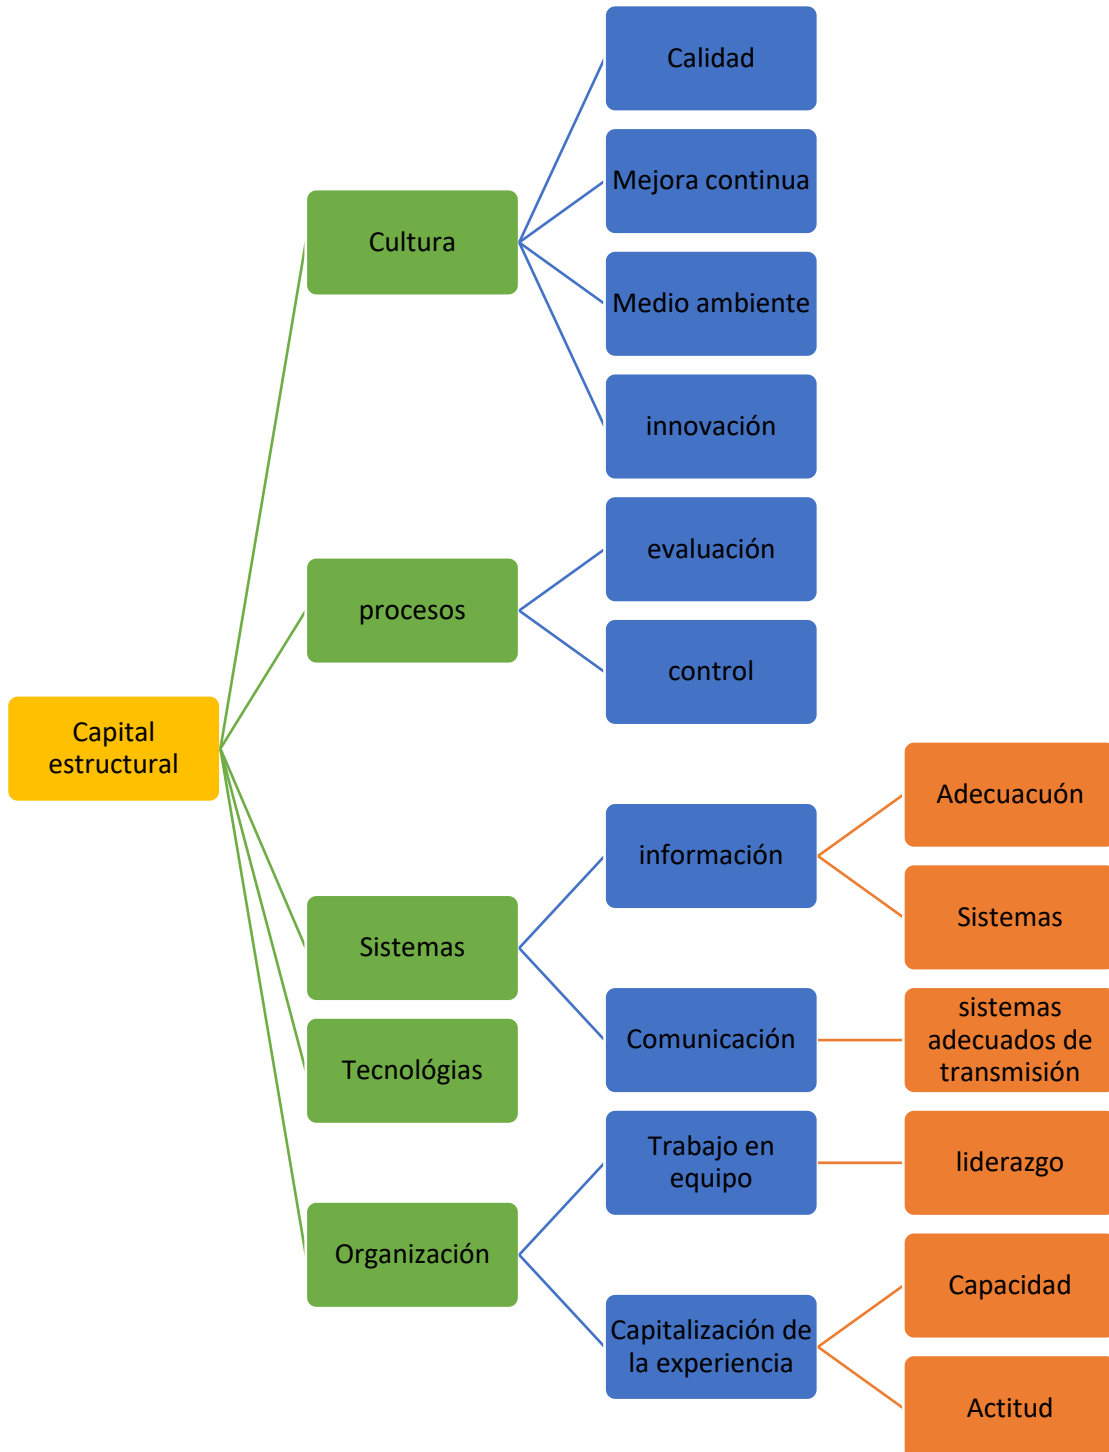 Calidad
Mejora continua
Cultura
Medio ambiente
innovación
evaluación
procesos
control
Capital
estructural
Adecuacuón
información
Sistemas
Sistemas
Comunicación
sistemas
adecuados de
transmisión
Tecnológias
Trabajo en
equipo
liderazgo
Organización
Capacidad
Capitalización de
la experiencia
Actitud